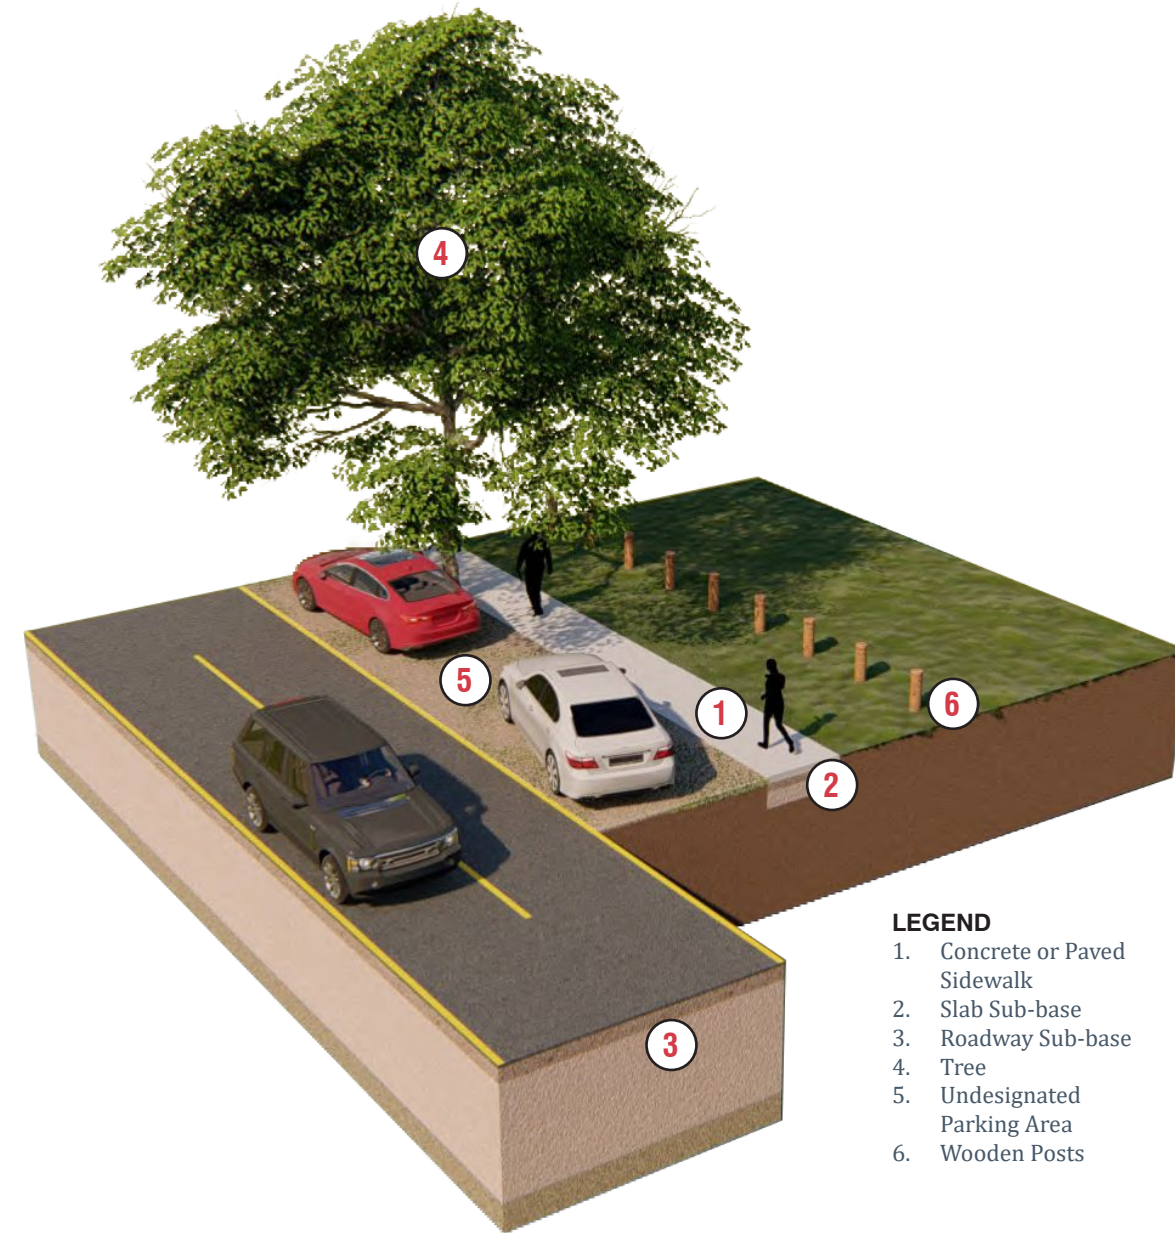 4
5
1
6
2
3
LEGEND
1. Concrete or Paved
Sidewalk
2. Slab Sub-base
3. Roadway Sub-base
4. Tree
5. Undesignated
Parking Area
6. Wooden Posts